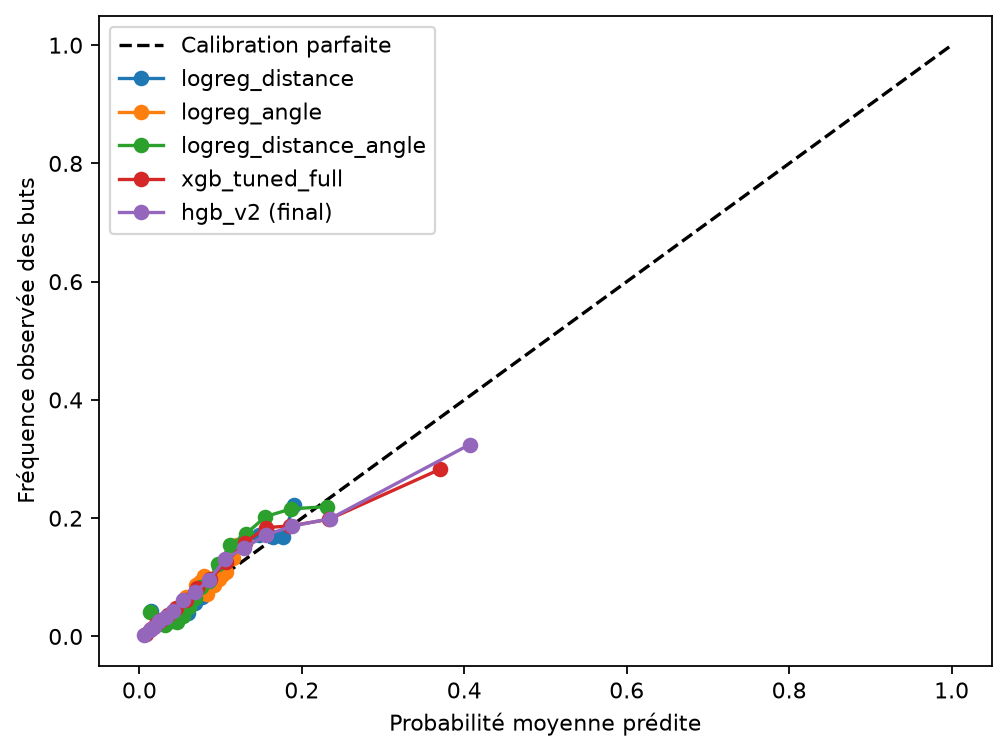 Calibration parfaite
logreg_distance
logreg_angle
logreg_distance_angle
xgb_tuned_full
hgb_v2 (final)
Fréquence observée des buts
1.0
0.8
0.6
0.4
0.2
0.0
0.0 0.2 0.4 0.6 0.8 1.0
Probabilité moyenne prédite